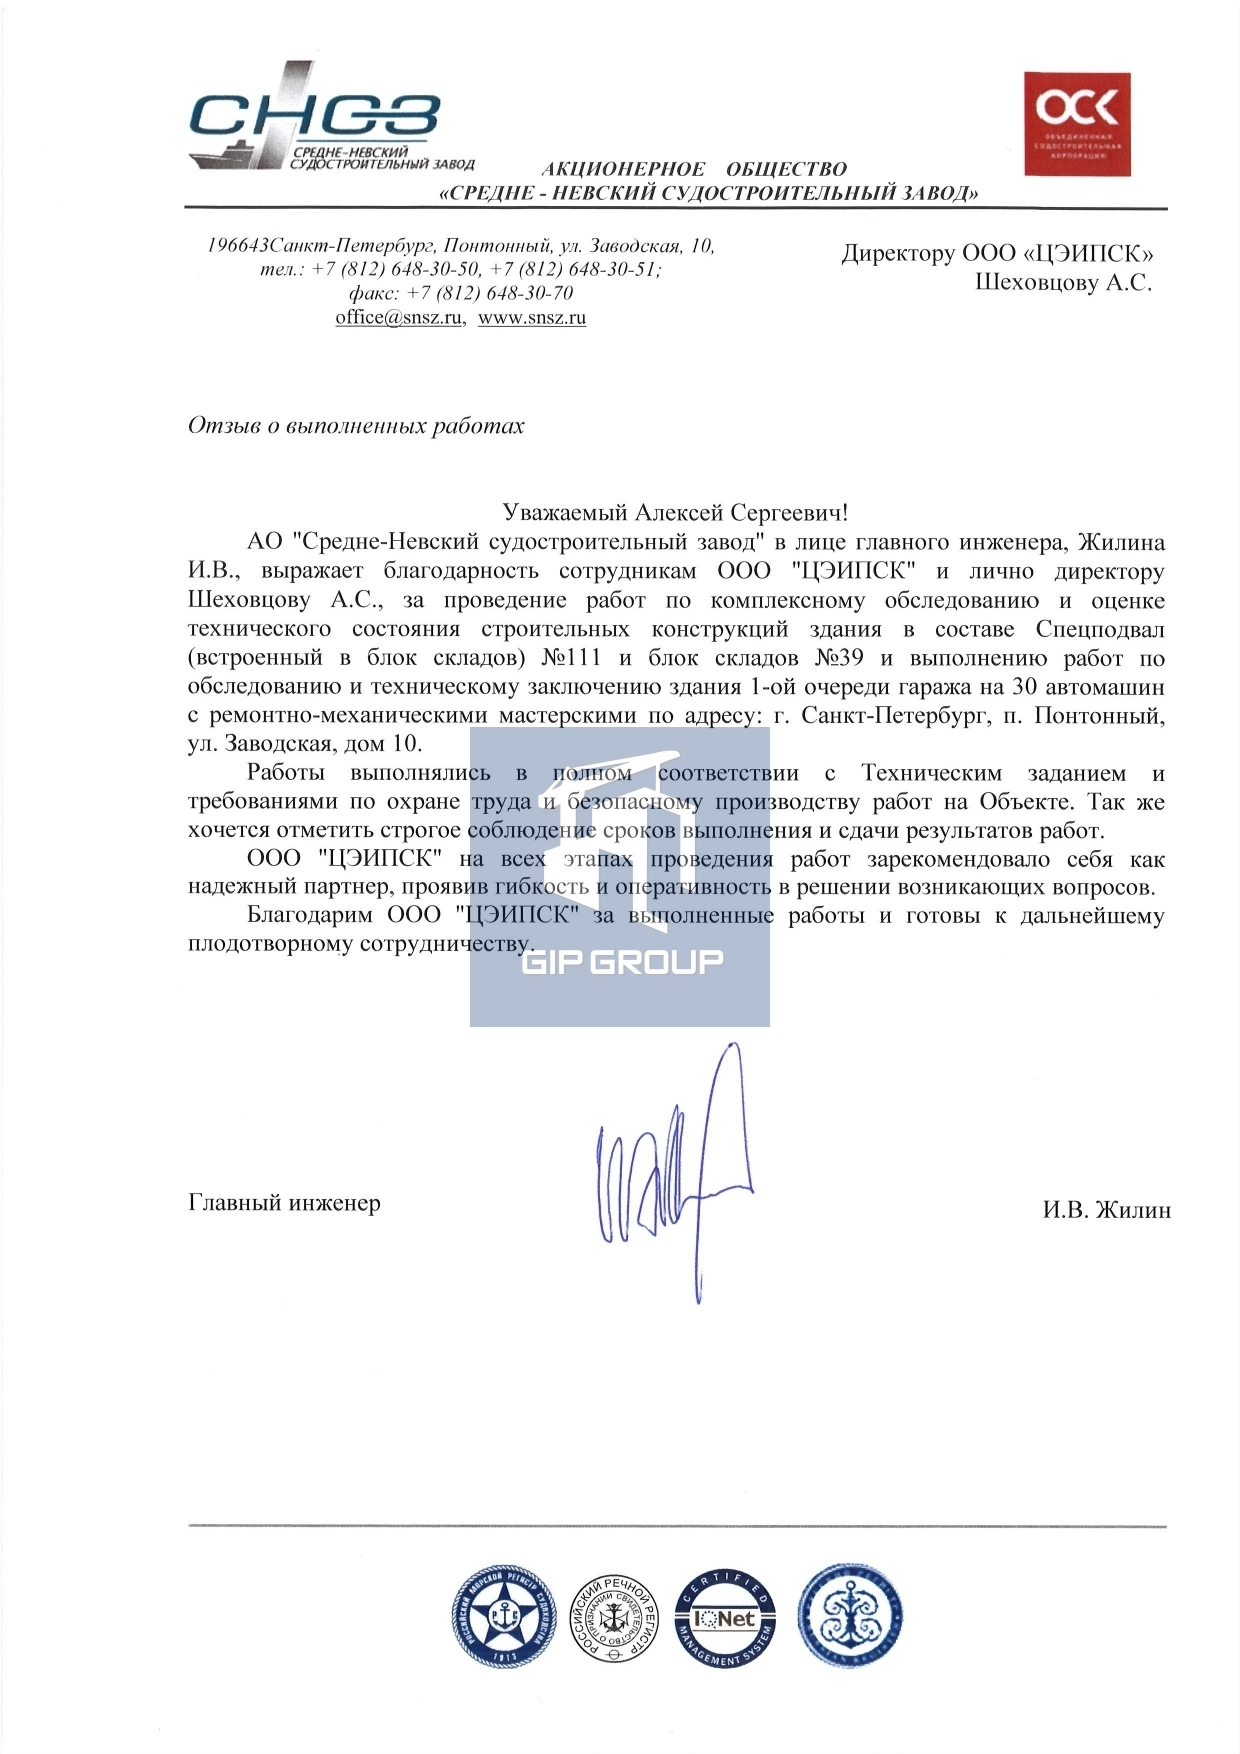 СНСЗ
СРЕДНЕ-НЕВСКИЙ
СУДОСТРОИТЕЛЬНЫЙ ЗАВОД
ОСК
ОБЪЕДИНЕННАЯ
СУДОСТРОИТЕЛЬНАЯ
КОРПОРАЦИЯ
АКЦИОНЕРНОЕ ОБЩЕСТВО
«СРЕДНЕ - НЕВСКИЙ СУДОСТРОИТЕЛЬНЫЙ ЗАВОД»
196643Санкт-Петербург, Понтонный, ул. Заводская, 10,
тел.: +7 (812) 648-30-50, +7 (812) 648-30-51;
факс: +7 (812) 648-30-70
office@snsz.ru, www.snsz.ru
Директору ООО «ЦЭИПСК»
Шеховцову А.С.
Отзыв о выполненных работах
Уважаемый Алексей Сергеевич!
АО "Средне-Невский судостроительный завод" в лице главного инженера, Жилина
И.В., выражает благодарность сотрудникам ООО "ЦЭИПСК" и лично директору
Шеховцову А.С., за проведение работ по комплексному обследованию и оценке
технического состояния строительных конструкций здания в составе Спецподвал
(встроенный в блок складов) №111 и блок складов №39 и выполнению работ по
обследованию и техническому заключению здания 1-ой очереди гаража на 30 автомашин
с ремонтно-механическими мастерскими по адресу: г. Санкт-Петербург, п. Понтонный,
ул. Заводская, дом 10.
Работы выполнялись в полном соответствии с Техническим заданием и
требованиями по охране труда и безопасному производству работ на Объекте. Так же
хочется отметить строгое соблюдение сроков выполнения и сдачи результатов работ.
ООО "ЦЭИПСК" на всех этапах проведения работ зарекомендовало себя как
надежный партнер, проявив гибкость и оперативность в решении возникающих вопросов.
Благодарим ООО "ЦЭИПСК" за выполненные работы и готовы к дальнейшему
плодотворному сотрудничеству.
GIP GROUP
Главный инженер
И.В. Жилин
РОССИЙСКИЙ МОРСКОЙ РЕГИСТР СУДОХОДСТВА
РС
1913
РОССИЙСКИЙ РЕЧНОЙ РЕГИСТР
СВИДЕТЕЛЬСТВО О ПРИЗНАНИИ
CERTIFIED
IQNet
MANAGEMENT SYSTEM